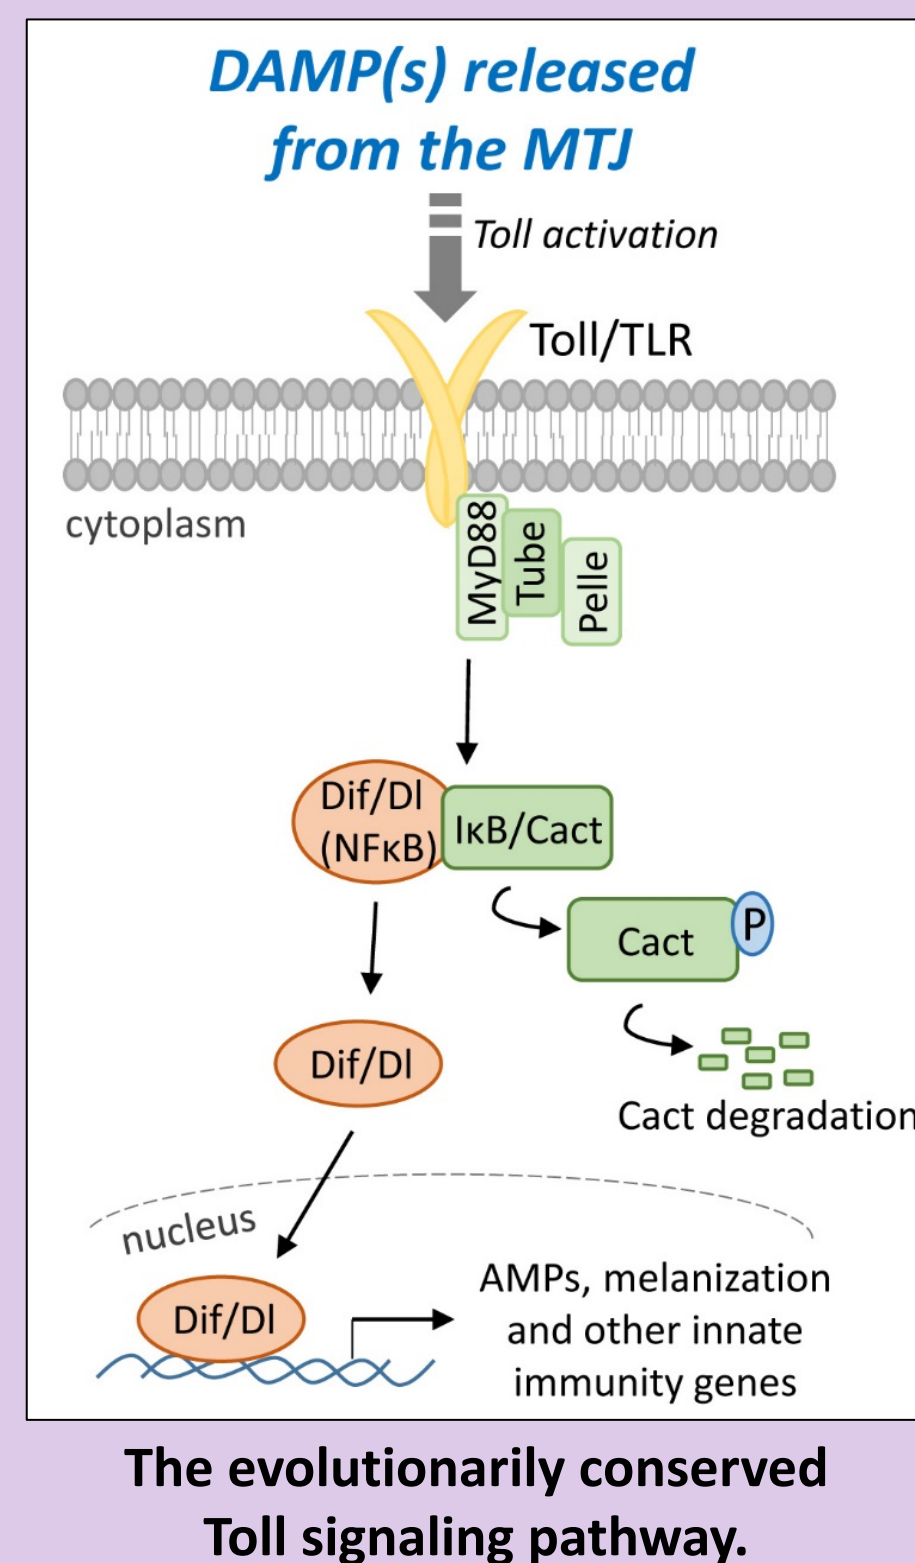 DAMP(s) released
from the MTJ
Toll activation
Toll/TLR
cytoplasm
MyD88
Tube
Pelle
Dif/Dl
(NFκB)
IκB/Cact
Cact
P
Dif/Dl
Cact degradation
nucleus
Dif/Dl
AMPs, melanization
and other innate
immunity genes
The evolutionarily conserved
Toll signaling pathway.